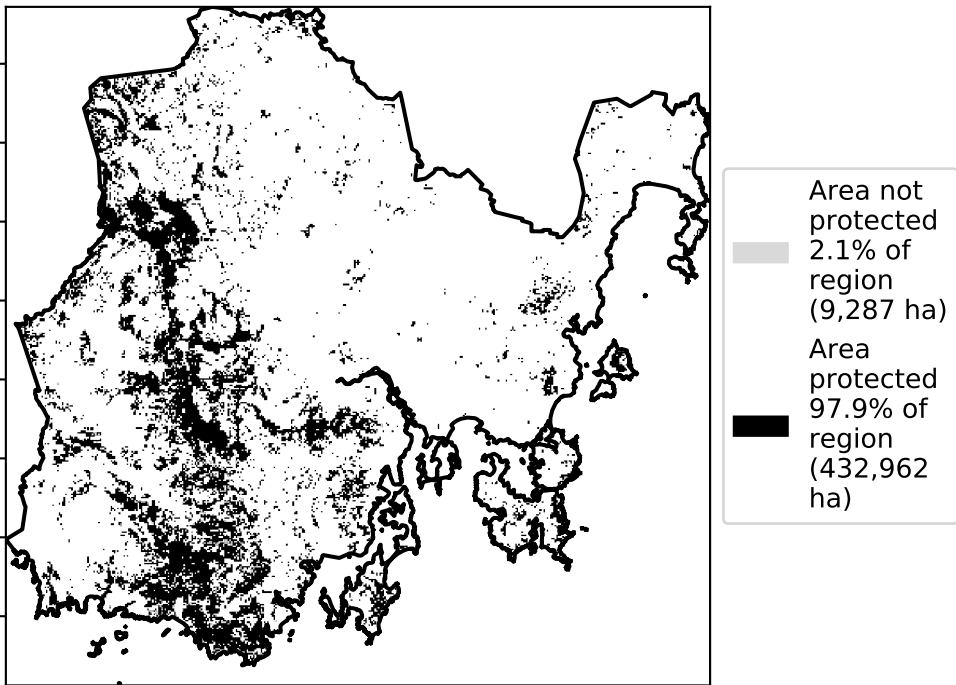 Area not
protected
2.1% of
region
(9,287 ha)
Area
protected
97.9% of
region
(432,962
ha)